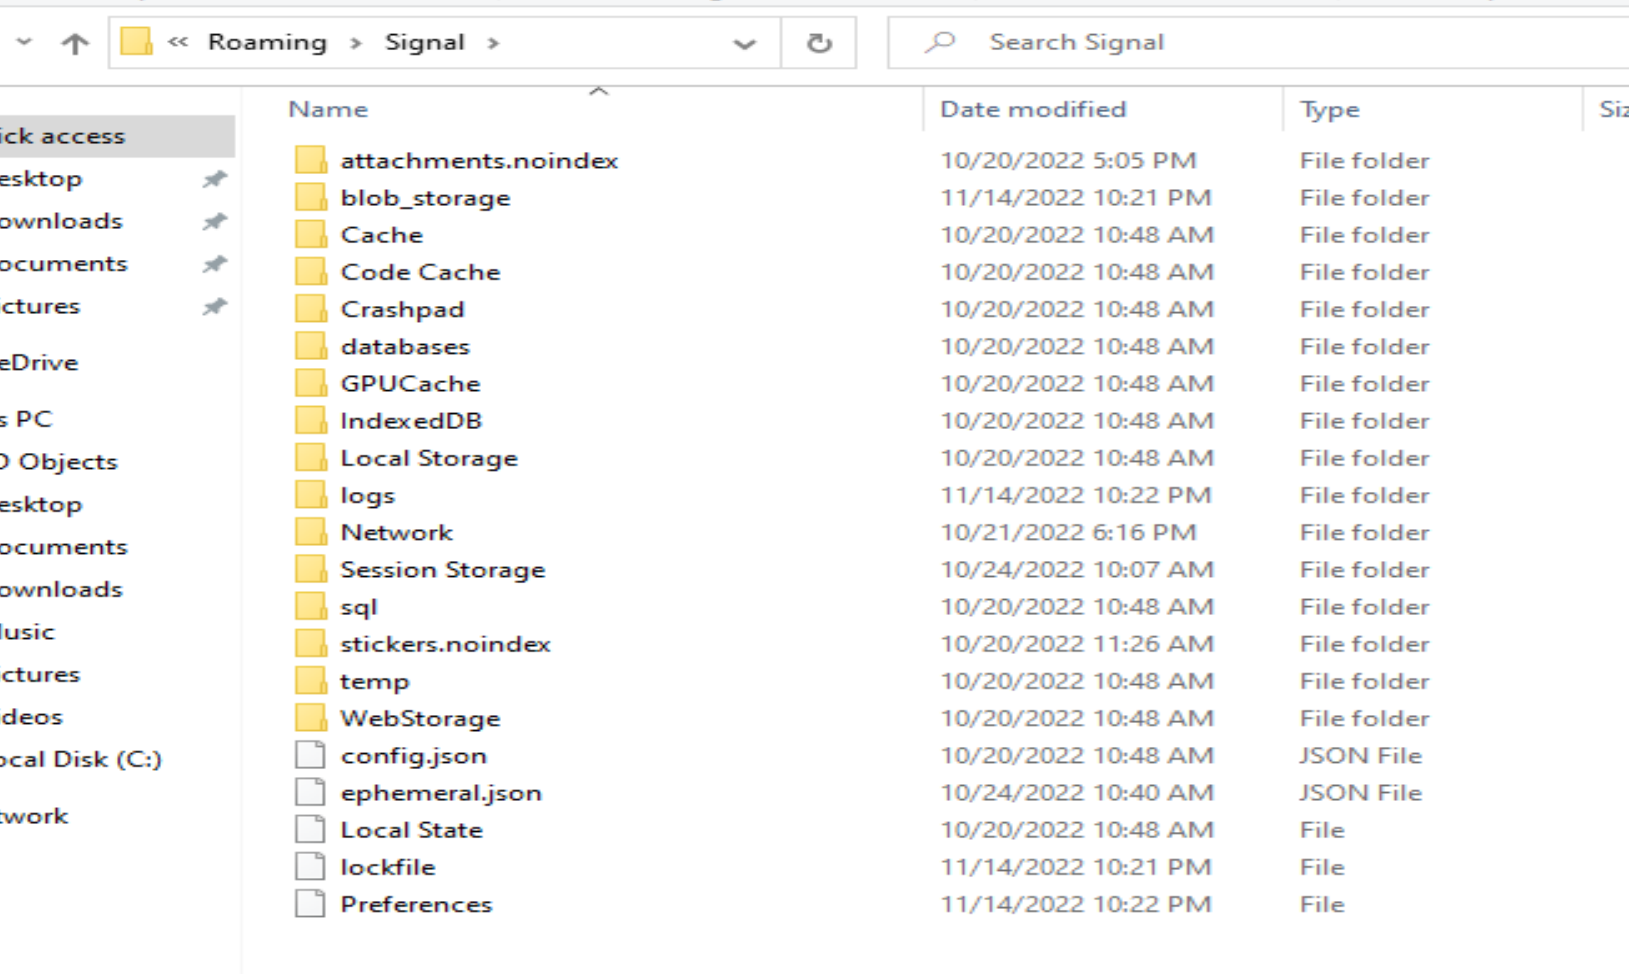 Roaming > Signal > Search Signal
Name Date modified Type
ick access
esktop
ownloads
ocuments
ictures
eDrive
s PC
Objects
esktop
ocuments
ownloads
usic
ictures
deos
ocal Disk (C:)
twork
attachments.noindex 10/20/2022 5:05 PM File folder
blob_storage 11/14/2022 10:21 PM File folder
Cache 10/20/2022 10:48 AM File folder
Code Cache 10/20/2022 10:48 AM File folder
Crashpad 10/20/2022 10:48 AM File folder
databases 10/20/2022 10:48 AM File folder
GPUCache 10/20/2022 10:48 AM File folder
IndexedDB 10/20/2022 10:48 AM File folder
Local Storage 10/20/2022 10:48 AM File folder
logs 11/14/2022 10:22 PM File folder
Network 10/21/2022 6:16 PM File folder
Session Storage 10/24/2022 10:07 AM File folder
sql 10/20/2022 10:48 AM File folder
stickers.noindex 10/20/2022 11:26 AM File folder
temp 10/20/2022 10:48 AM File folder
WebStorage 10/20/2022 10:48 AM File folder
config.json 10/20/2022 10:48 AM JSON File
ephemeral.json 10/24/2022 10:40 AM JSON File
Local State 10/20/2022 10:48 AM File
lockfile 11/14/2022 10:21 PM File
Preferences 11/14/2022 10:22 PM File